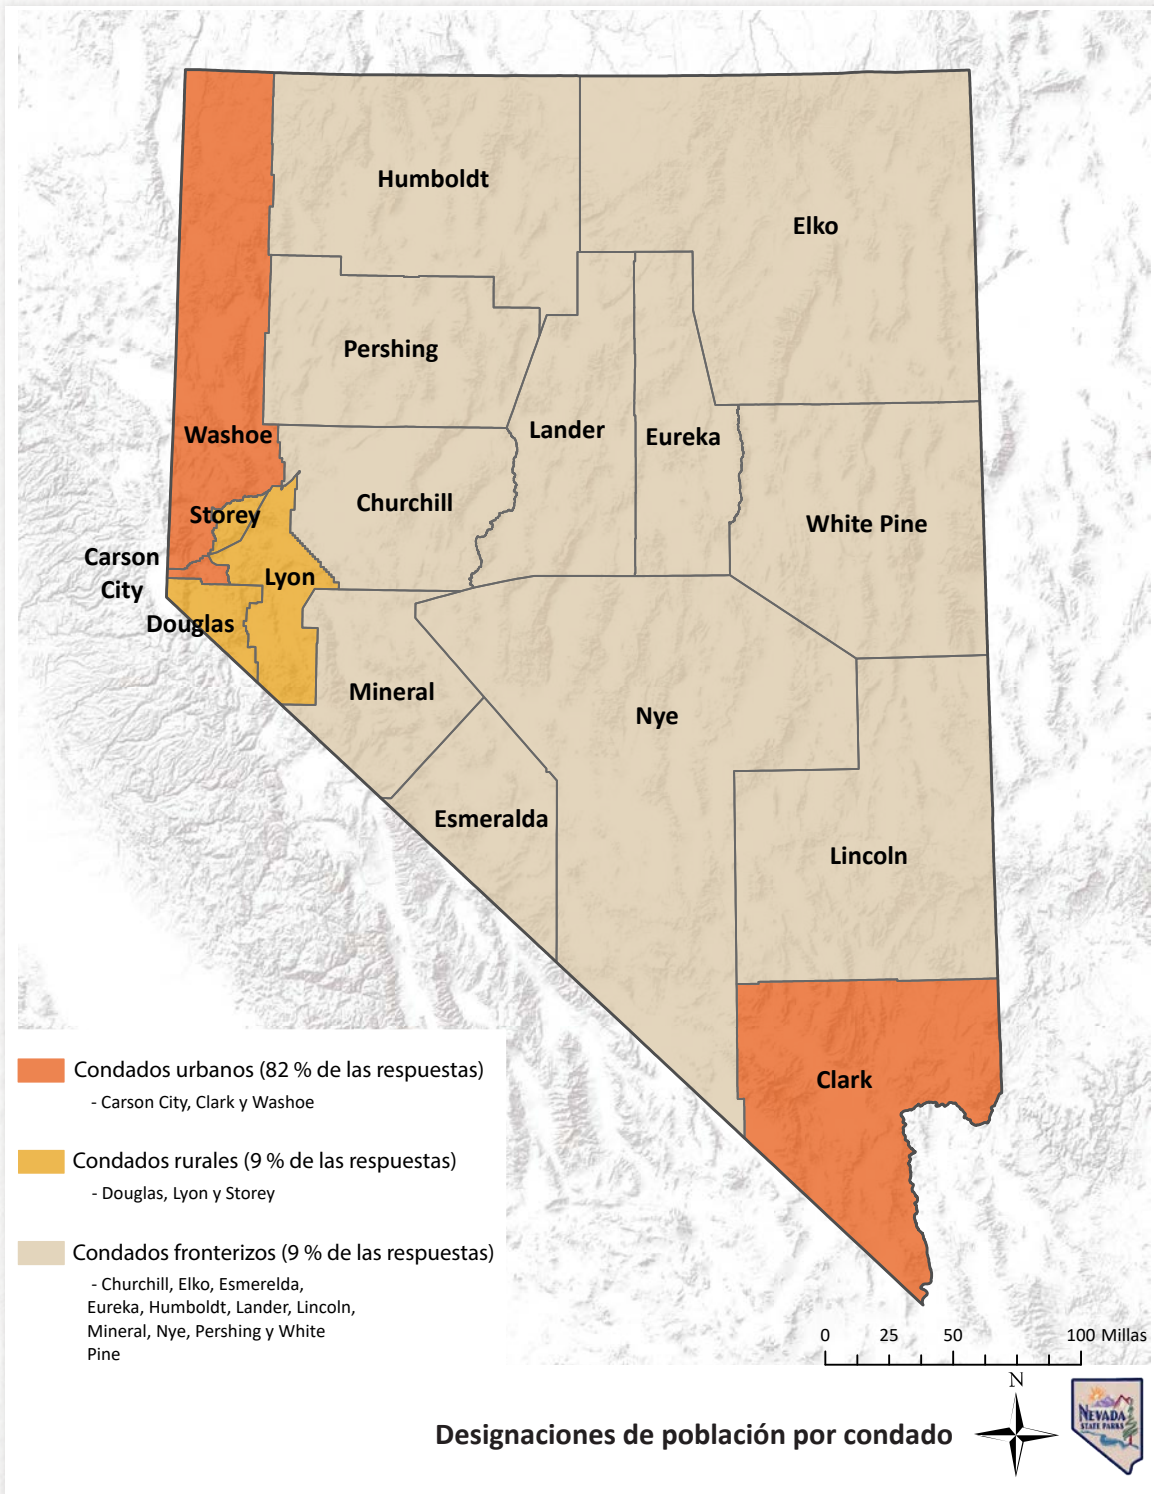 Humboldt
Elko
Pershing
Lander
Eureka
Washoe
Churchill
Storey
White Pine
Carson
City
Lyon
Douglas
Mineral
Nye
Esmeralda
Lincoln
Clark
Condados urbanos (82 % de las respuestas)
- Carson City, Clark y Washoe
Condados rurales (9 % de las respuestas)
- Douglas, Lyon y Storey
Condados fronterizos (9 % de las respuestas)
- Churchill, Elko, Esmerelda,
Eureka, Humboldt, Lander, Lincoln,
Mineral, Nye, Pershing y White
Pine
0 25 50 100 Millas
N
Designaciones de población por condado
NEVADA
STATE PARKS